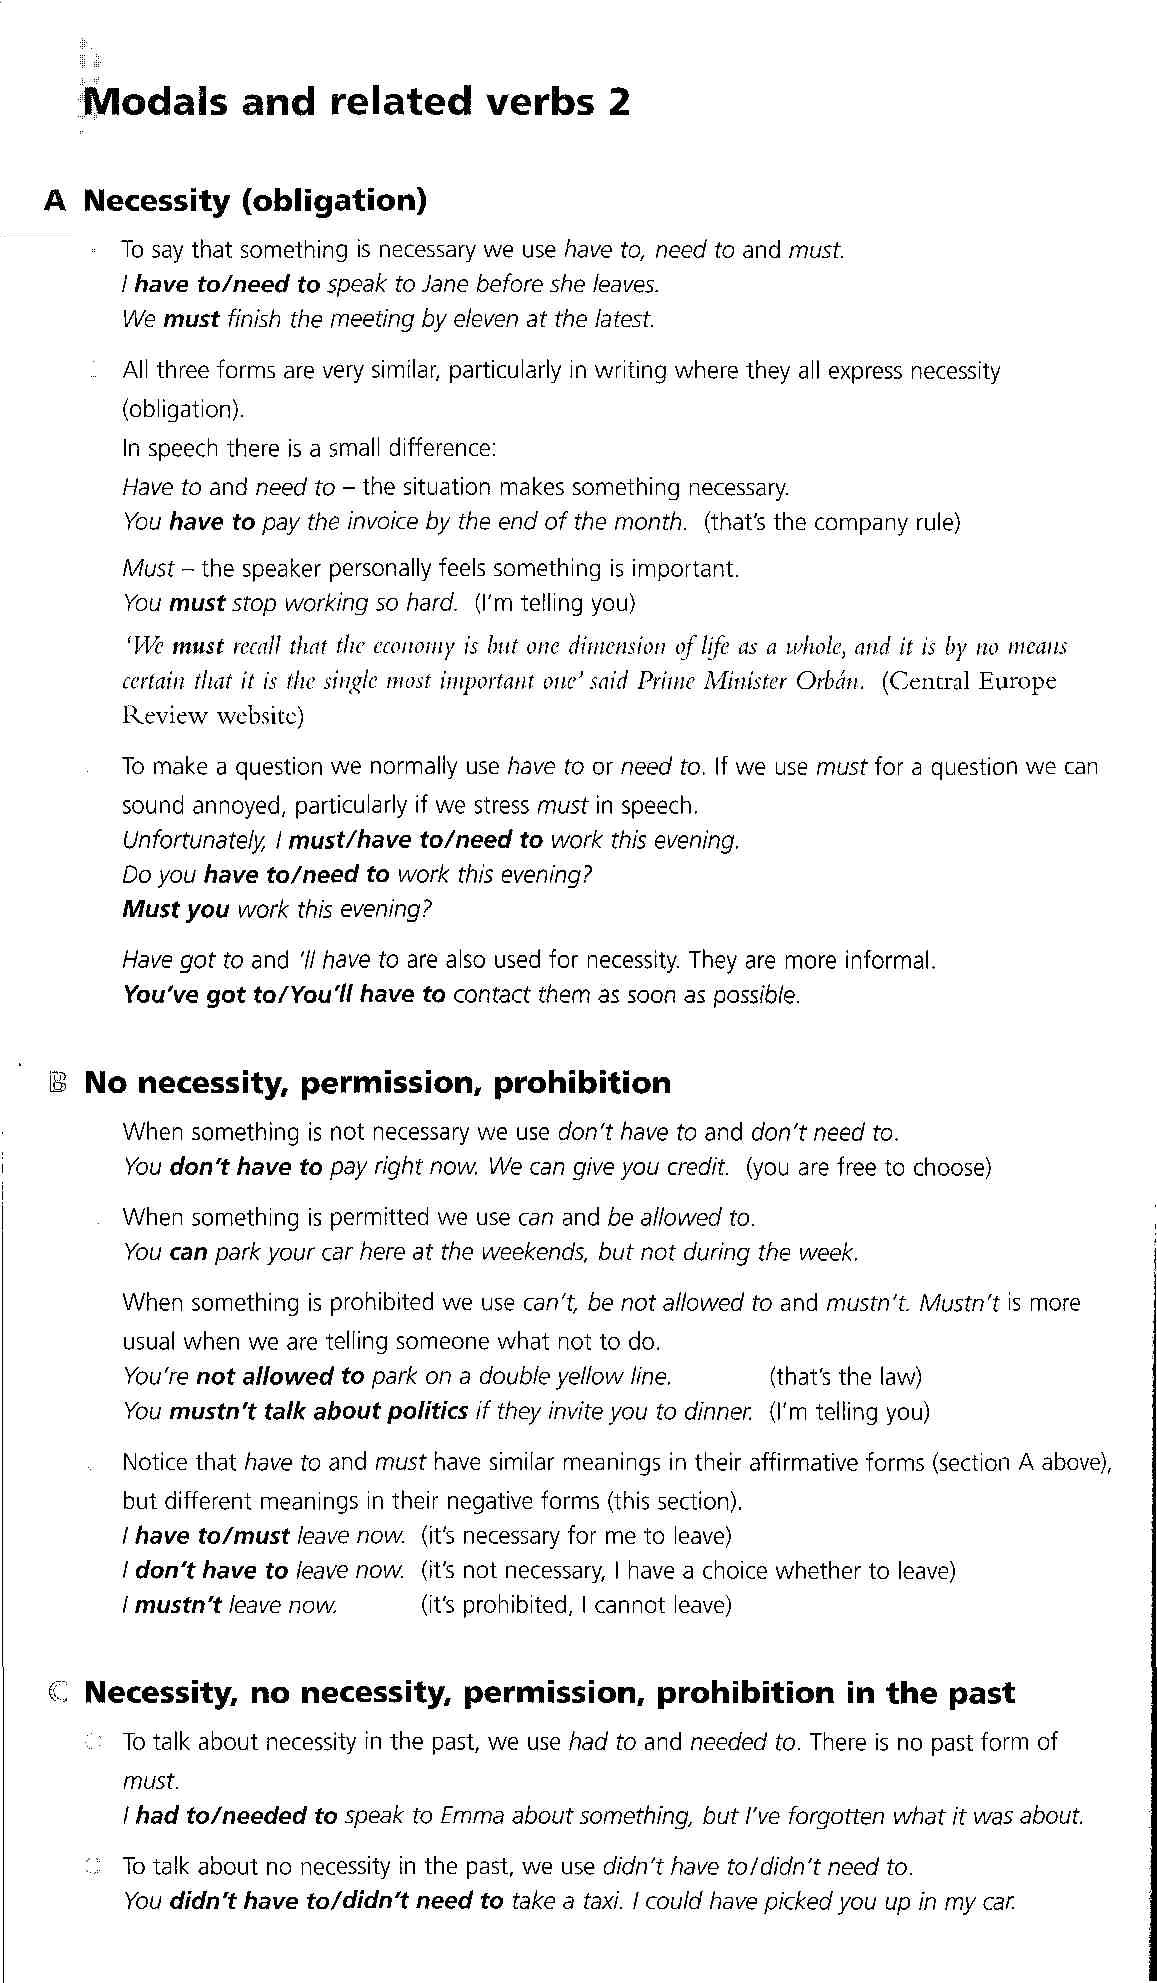 Modals and related verbs 2
A Necessity (obligation)
To say that something is necessary we use have to, need to and must.
I have to/need to speak to Jane before she leaves.
We must finish the meeting by eleven at the latest.
All three forms are very similar, particularly in writing where they all express necessity
(obligation).
In speech there is a small difference:
Have to and need to – the situation makes something necessary.
You have to pay the invoice by the end of the month. (that's the company rule)
Must – the speaker personally feels something is important.
You must stop working so hard. (I'm telling you)
'We must recall that the economy is but one dimension of life as a whole, and it is by no means
certain that it is the single most important one' said Prime Minister Orbán. (Central Europe
Review website)
To make a question we normally use have to or need to. If we use must for a question we can
sound annoyed, particularly if we stress must in speech.
Unfortunately, I must/have to/need to work this evening.
Do you have to/need to work this evening?
Must you work this evening?
Have got to and 'll have to are also used for necessity. They are more informal.
You've got to/You'll have to contact them as soon as possible.
B No necessity, permission, prohibition
When something is not necessary we use don't have to and don't need to.
You don't have to pay right now. We can give you credit. (you are free to choose)
When something is permitted we use can and be allowed to.
You can park your car here at the weekends, but not during the week.
When something is prohibited we use can't, be not allowed to and mustn't. Mustn't is more
usual when we are telling someone what not to do.
You're not allowed to park on a double yellow line. (that's the law)
You mustn't talk about politics if they invite you to dinner. (I'm telling you)
Notice that have to and must have similar meanings in their affirmative forms (section A above),
but different meanings in their negative forms (this section).
I have to/must leave now. (it's necessary for me to leave)
I don't have to leave now. (it's not necessary, I have a choice whether to leave)
I mustn't leave now. (it's prohibited, I cannot leave)
C Necessity, no necessity, permission, prohibition in the past
To talk about necessity in the past, we use had to and needed to. There is no past form of
must.
I had to/needed to speak to Emma about something, but I've forgotten what it was about.
To talk about no necessity in the past, we use didn't have to/didn't need to.
You didn't have to/didn't need to take a taxi. I could have picked you up in my car.